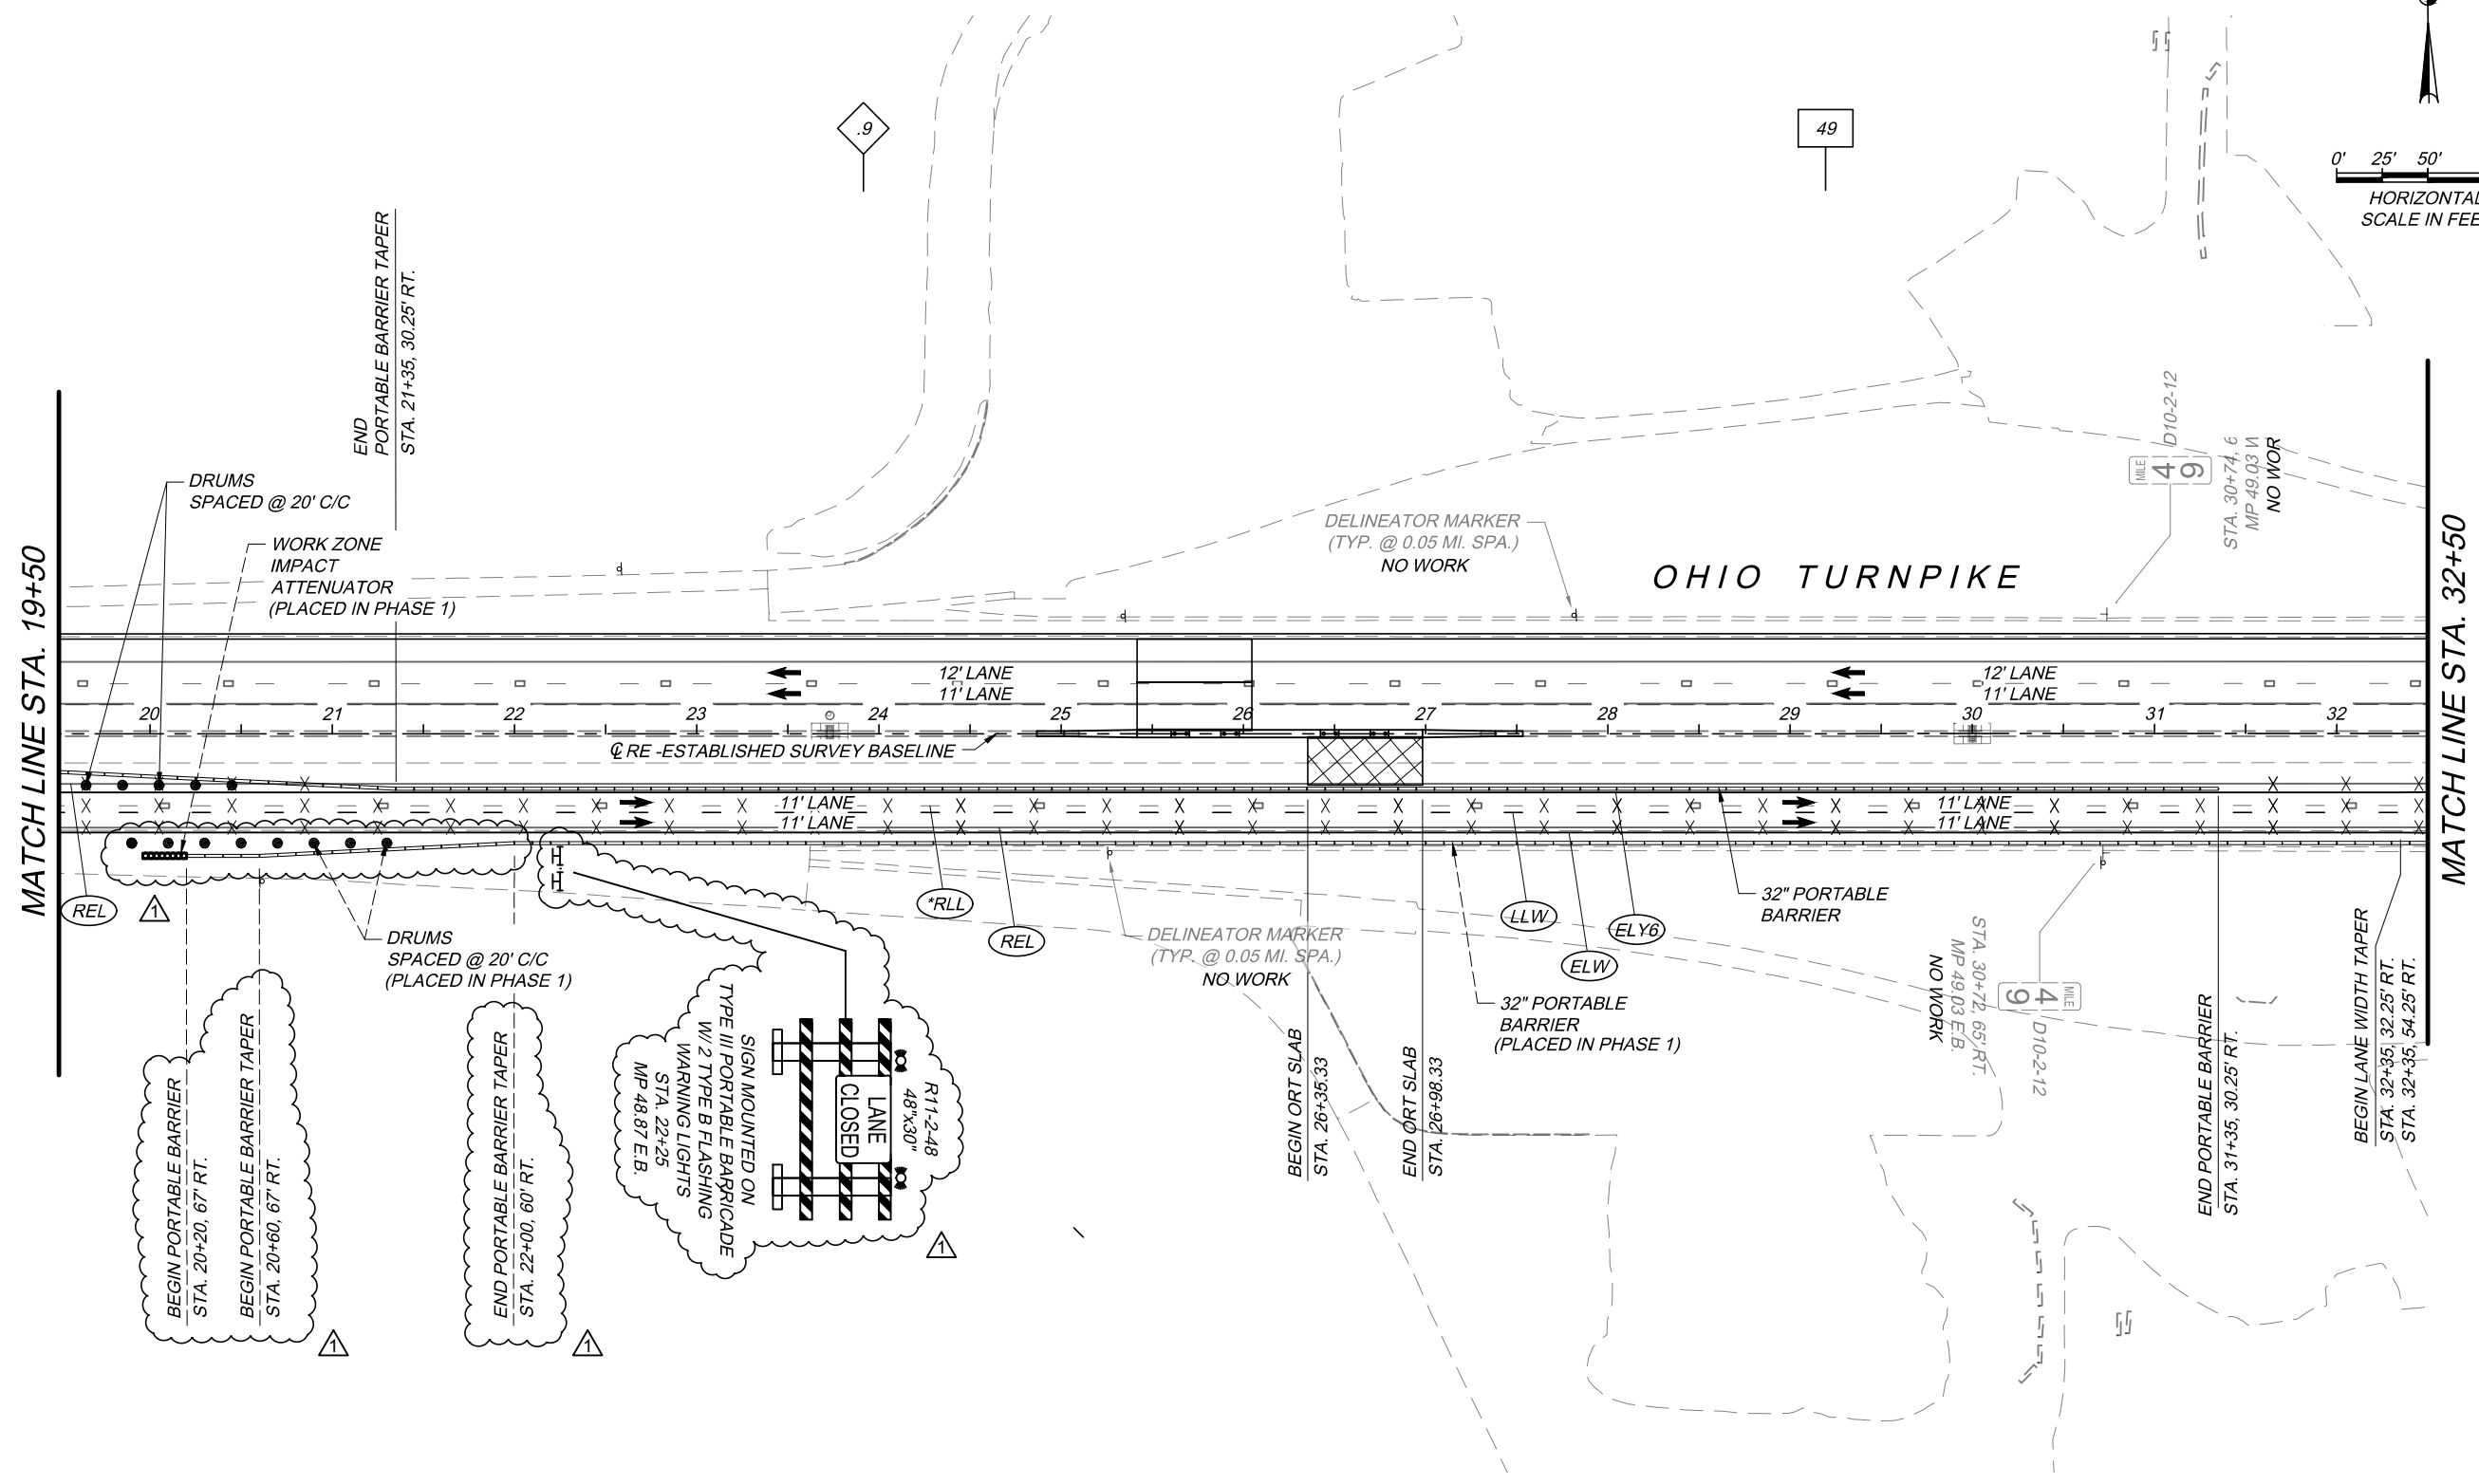 .9
49
0' 25' 50'
HORIZONTAL
SCALE IN FEE
END
PORTABLE BARRIER TAPER
STA. 21+35, 30.25' RT.
DRUMS
SPACED @ 20' C/C
WORK ZONE
IMPACT
ATTENUATOR
(PLACED IN PHASE 1)
MATCH LINE STA. 19+50
MATCH LINE STA. 32+50
DELINEATOR MARKER
(TYP. @ 0.05 MI. SPA.)
NO WORK
OHIO TURNPIKE
D10-2-12
MILE
49
STA. 30+74, 6
MP 49.03
NO WOR
12' LANE
11' LANE
12' LANE
11' LANE
20 21 22 23 24 25 26 27 28 29 30 31 32
℄ RE-ESTABLISHED SURVEY BASELINE
11' LANE
11' LANE
11' LANE
11' LANE
REL
1
*RLL
REL
LLW
ELW
ELY6
32" PORTABLE
BARRIER
DRUMS
SPACED @ 20' C/C
(PLACED IN PHASE 1)
DELINEATOR MARKER
(TYP. @ 0.05 MI. SPA.)
NO WORK
32" PORTABLE
BARRIER
(PLACED IN PHASE 1)
BEGIN PORTABLE BARRIER
STA. 20+20, 67' RT.
BEGIN PORTABLE BARRIER TAPER
STA. 20+60, 67' RT.
1
END PORTABLE BARRIER TAPER
STA. 22+00, 60' RT.
1
R11-2-48
48"x30"
LANE
CLOSED
SIGN MOUNTED ON
TYPE III PORTABLE BARRICADE
W/ 2 TYPE B FLASHING
WARNING LIGHTS
STA. 22+25
MP 48.87 E.B.
1
BEGIN ORT SLAB
STA. 26+35.33
END ORT SLAB
STA. 26+98.33
STA. 30+72, 65' RT.
MP 49.03 E.B.
NO WORK
MILE
49
D10-2-12
END PORTABLE BARRIER
STA. 31+35, 30.25' RT.
BEGIN LANE WIDTH TAPER
STA. 32+35, 32.25' RT.
STA. 32+35, 54.25' RT.